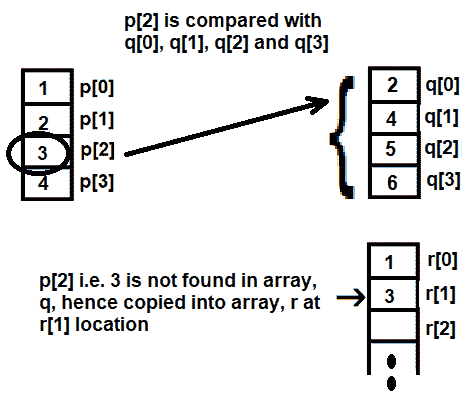 p[2] is compared with
q[0], q[1], q[2] and q[3]
1 p[0]
2 p[1]
3 p[2]
4 p[3]
2 q[0]
4 q[1]
5 q[2]
6 q[3]
p[2] i.e. 3 is not found in array,
q, hence copied into array, r at
r[1] location
1 r[0]
3 r[1]
r[2]